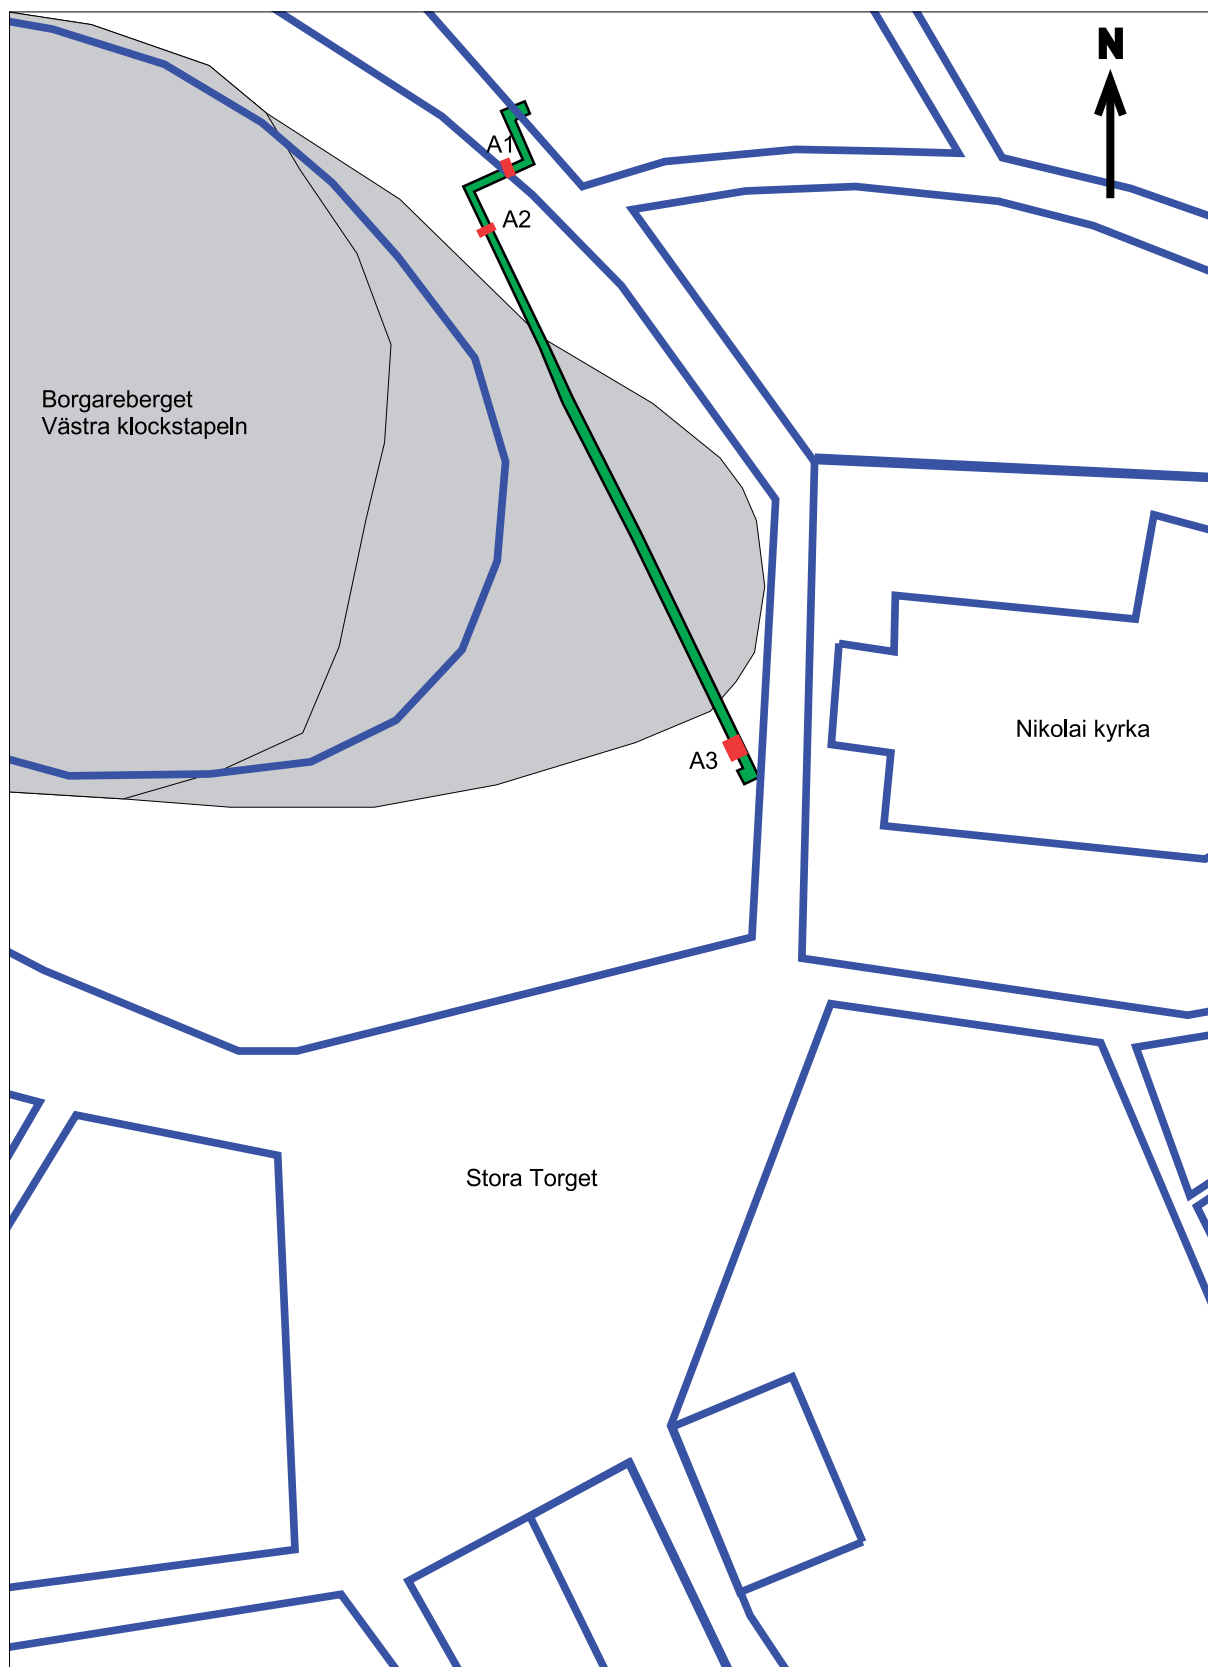 N
A1
A2
Borgareberget
Västra klockstapeln
Nikolai kyrka
A3
Stora Torget